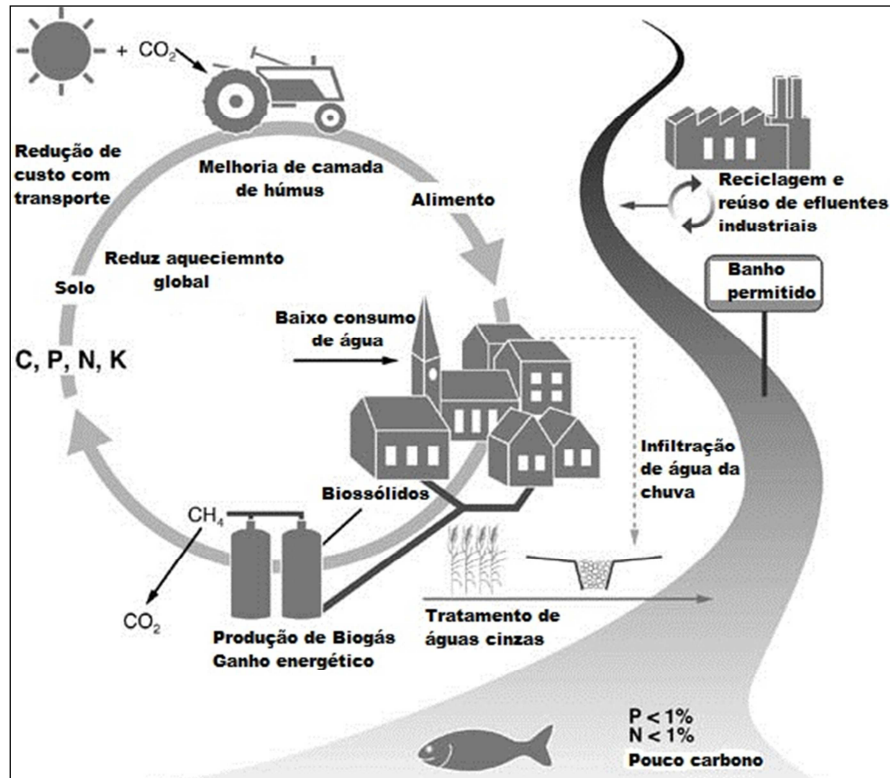 + CO₂
Redução de
custo com
transporte
Melhoria de camada
de húmus
Alimento
Reciclagem e
reúso de efluentes
industriais
Reduz aqueciemnto
global
Solo
Banho
permitido
Baixo consumo
de água
C, P, N, K
Infiltração
de água da
chuva
Biossólidos
CH₄
CO₂
Produção de Biogás
Ganho energético
Tratamento de
águas cinzas
P < 1%
N < 1%
Pouco carbono